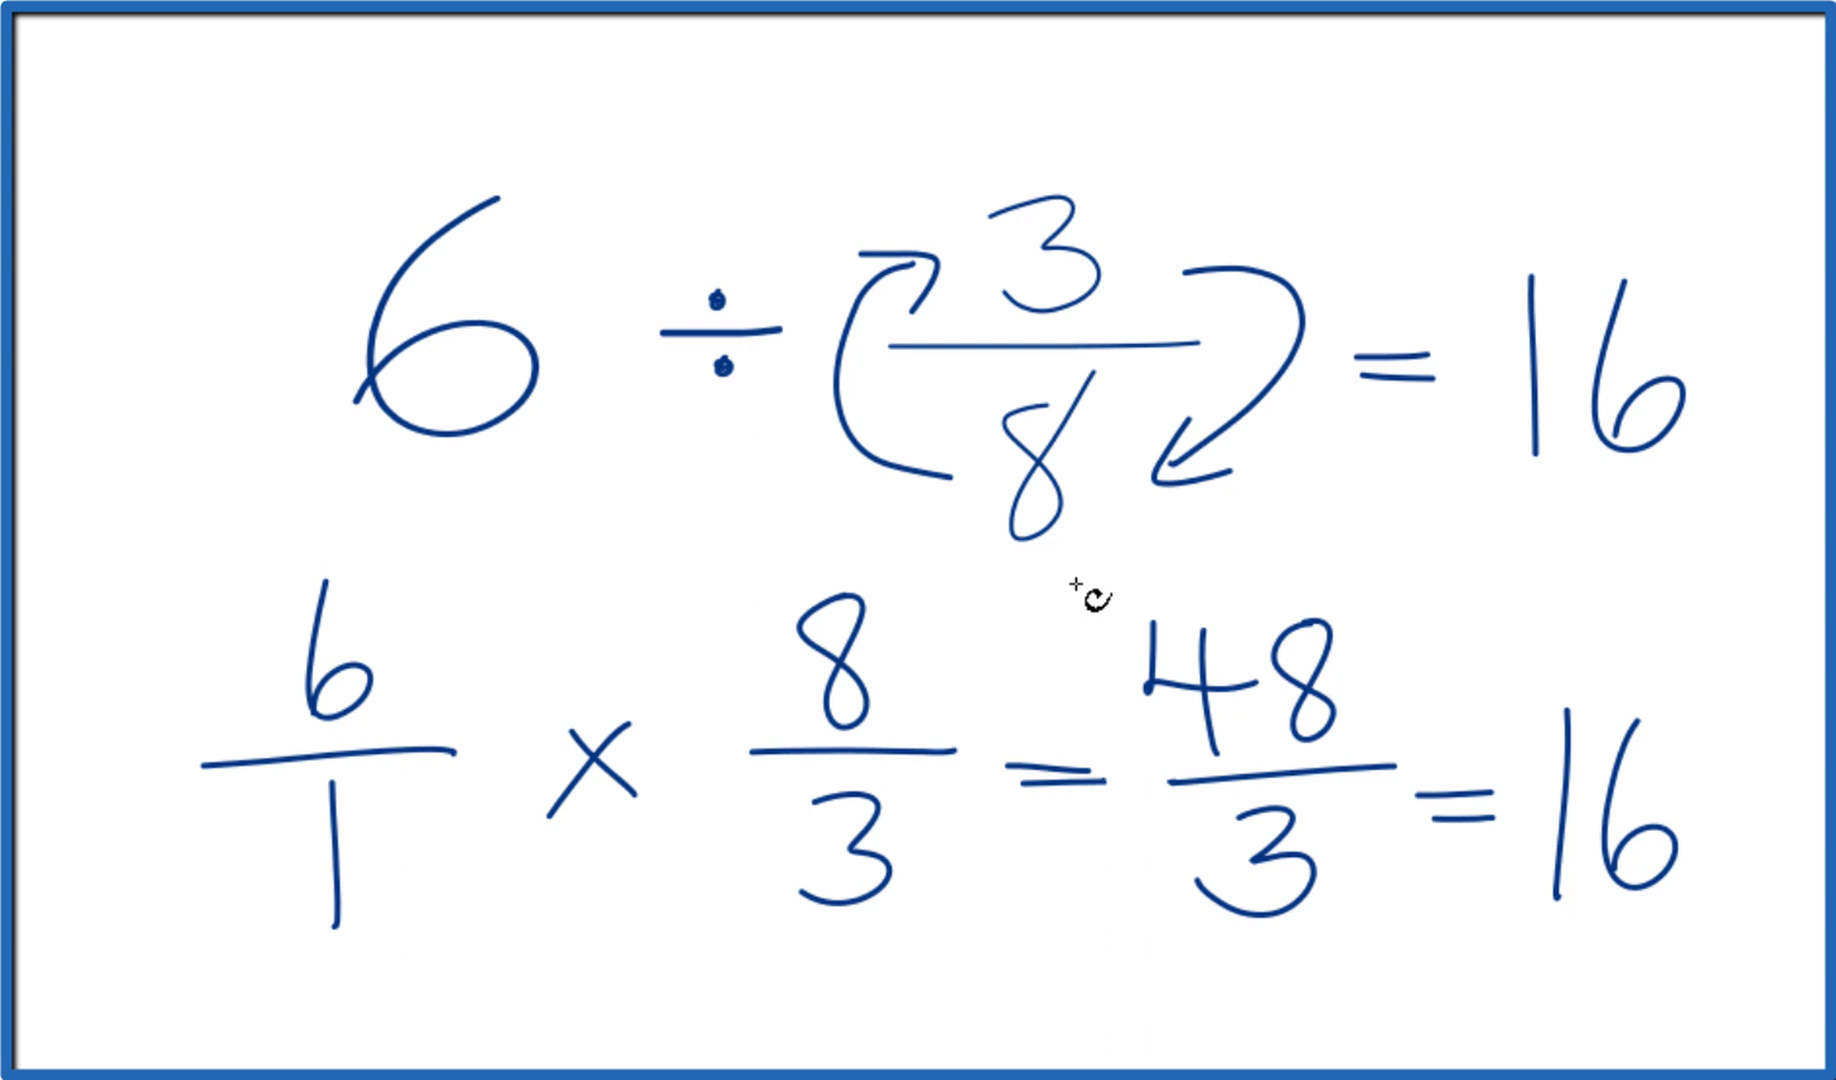 6 ÷ 3/8 = 16
6/1 × 8/3 = 48/3 = 16